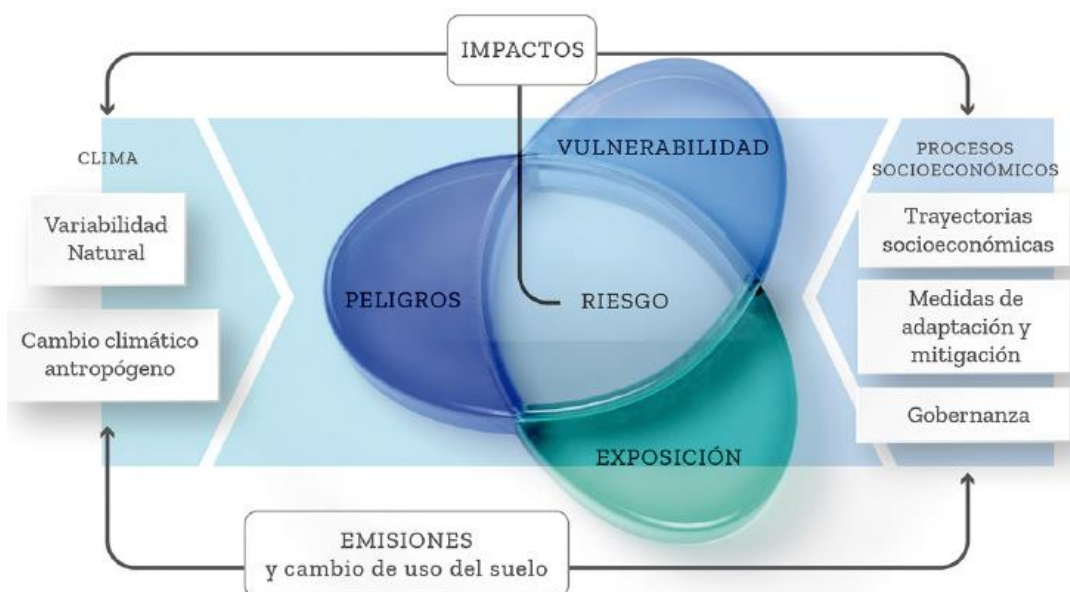 IMPACTOS
CLIMA
Variabilidad
Natural
Cambio climático
antropógeno
VULNERABILIDAD
PELIGROS
RIESGO
EXPOSICIÓN
PROCESOS
SOCIOECONÓMICOS
Trayectorias
socioeconómicas
Medidas de
adaptación y
mitigación
Gobernanza
EMISIONES
y cambio de uso del suelo